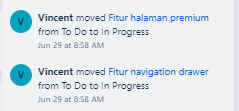 V
Vincent moved Fitur halaman premium
from To Do to In Progress
Jun 29 at 8:58 AM
V
Vincent moved Fitur navigation drawer
from To Do to In Progress
Jun 29 at 8:58 AM